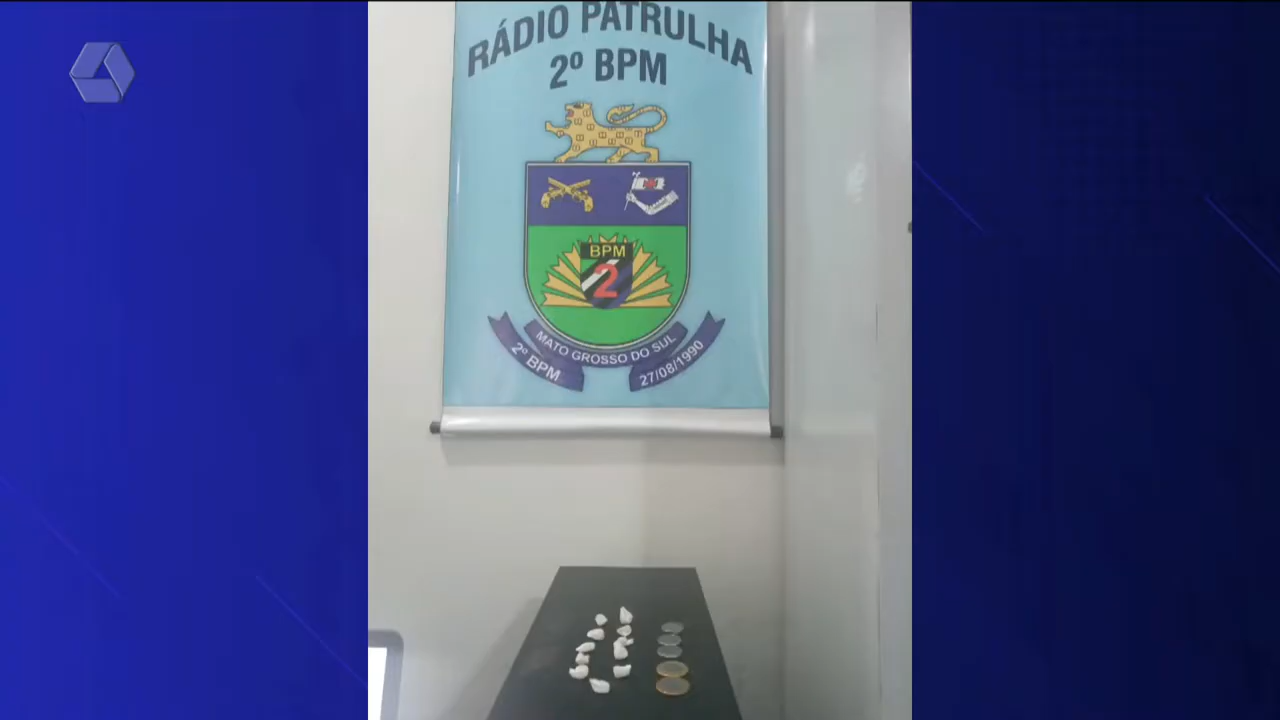 RÁDIO PATRULHA
2º BPM
BPM
2
MATO GROSSO DO SUL
2º BPM
27/08/1990